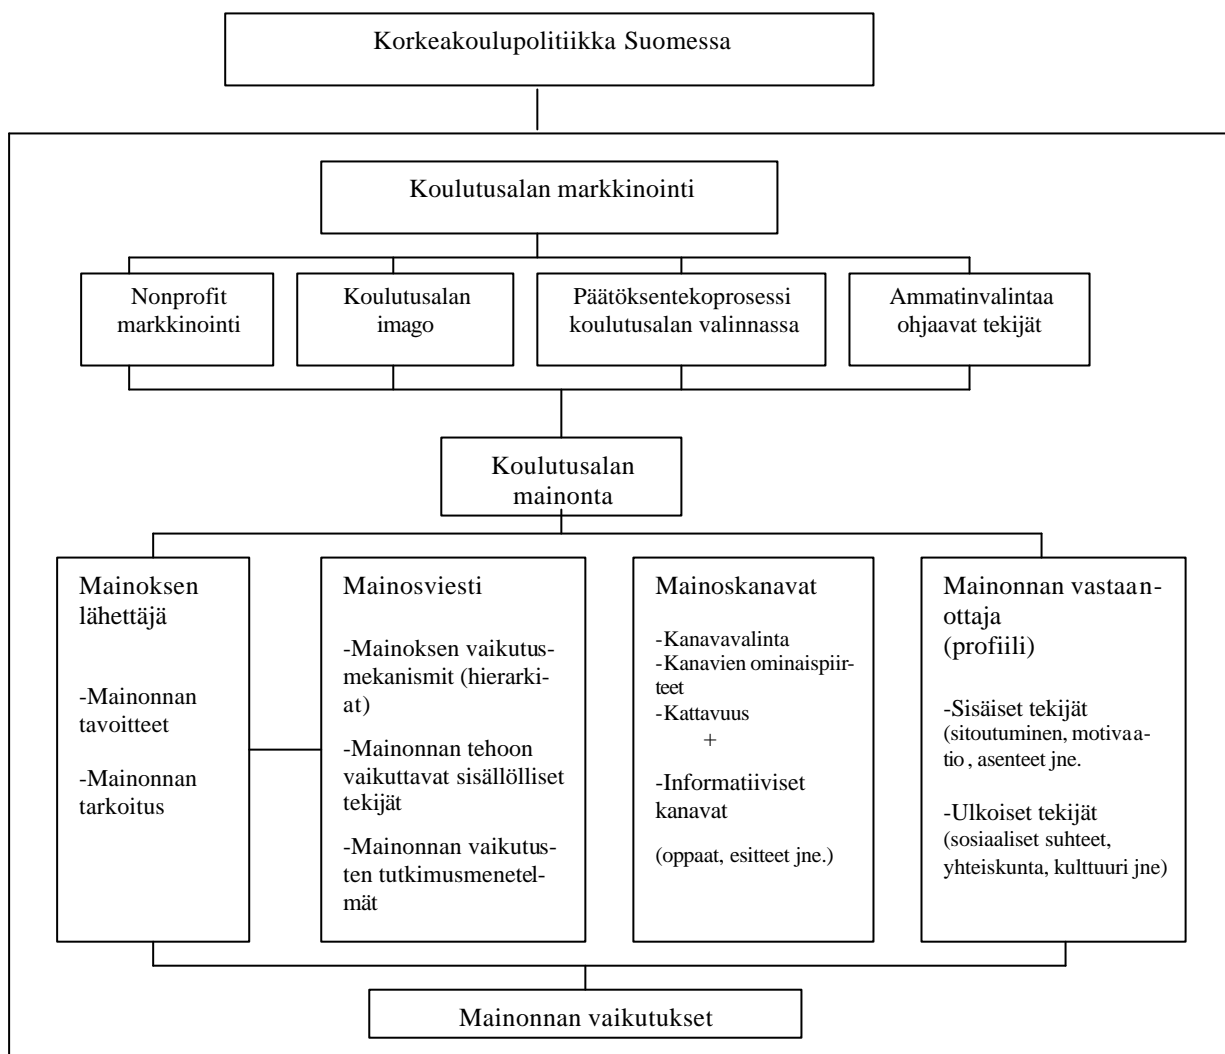 Korkeakoulupolitiikka Suomessa
Koulutusalan markkinointi
Nonprofit
markkinointi
Koulutusalan
imago
Päätöksentekoprosessi
koulutusalan valinnassa
Ammatinvalintaa
ohjaavat tekijät
Koulutusalan
mainonta
Mainoksen
lähettäjä
-Mainonnan
tavoitteet
-Mainonnan
tarkoitus
Mainosviesti
-Mainoksen vaikutus-
mekanismit (hierarki-
at)
-Mainonnan tehoon
vaikuttavat sisällölliset
tekijät
-Mainonnan vaikutus-
ten tutkimusmenetel-
mät
Mainoskanavat
-Kanavavalinta
-Kanavien ominaispiir-
teet
-Kattavuus
+
-Informatiiviset
kanavat
(oppaat, esitteet jne.)
Mainonnan vastaan-
ottaja
(profiili)
-Sisäiset tekijät
(sitoutuminen, motivaa-
tio, asenteet jne.
-Ulkoiset tekijät
(sosiaaliset suhteet,
yhteiskunta, kulttuuri jne)
Mainonnan vaikutukset